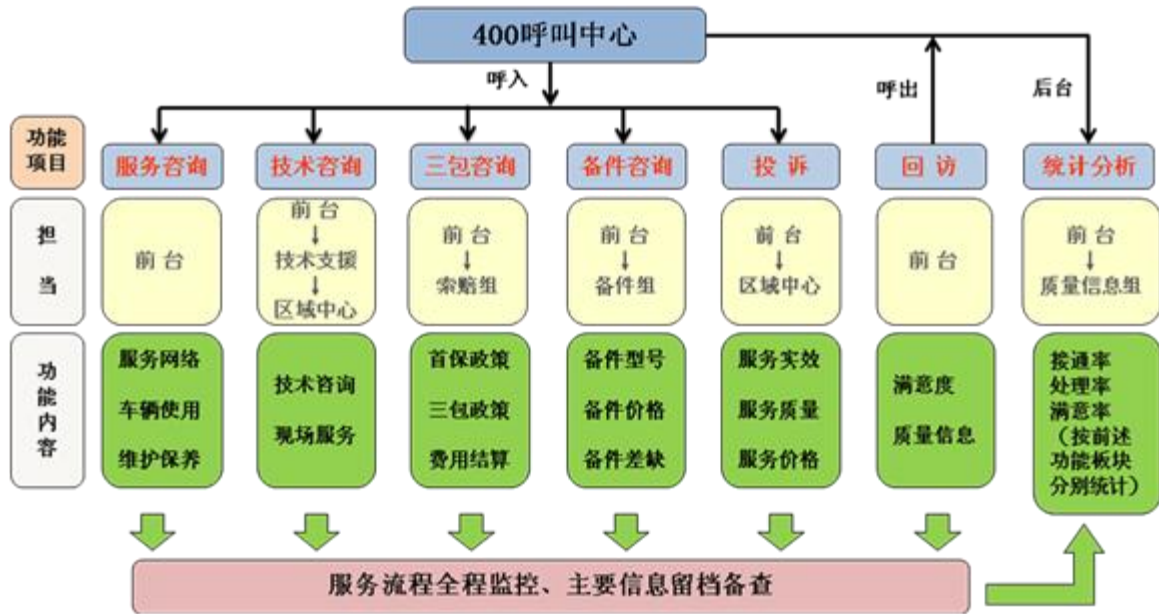 400呼叫中心
呼入
呼出
后台
功能
项目
服务咨询
技术咨询
三包咨询
备件咨询
投 诉
回 访
统计分析
担
当
前 台
前 台
↓
技术支援
↓
区域中心
前 台
↓
索赔组
前 台
↓
备件组
前 台
↓
区域中心
前 台
前 台
↓
质量信息组
功
能
内
容
服务网络
车辆使用
维护保养
技术咨询
现场服务
首保政策
三包政策
费用结算
备件型号
备件价格
备件差缺
服务实效
服务质量
服务价格
满意度
质量信息
接通率
处理率
满意率
（按前述
功能板块
分别统计）
服务流程全程监控、主要信息留档备查